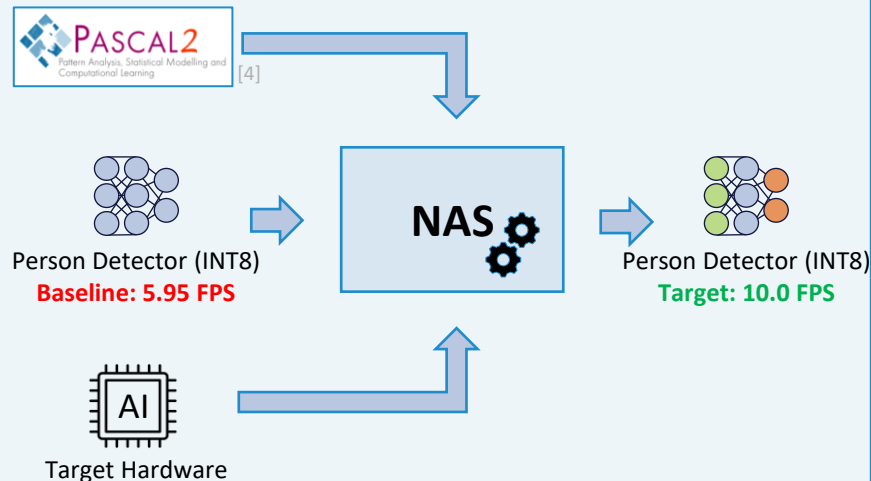 PASCAL2
Pattern Analysis, Statistical Modelling and
Computational Learning
[4]
NAS
Person Detector (INT8)
Baseline: 5.95 FPS
Person Detector (INT8)
Target: 10.0 FPS
AI
Target Hardware